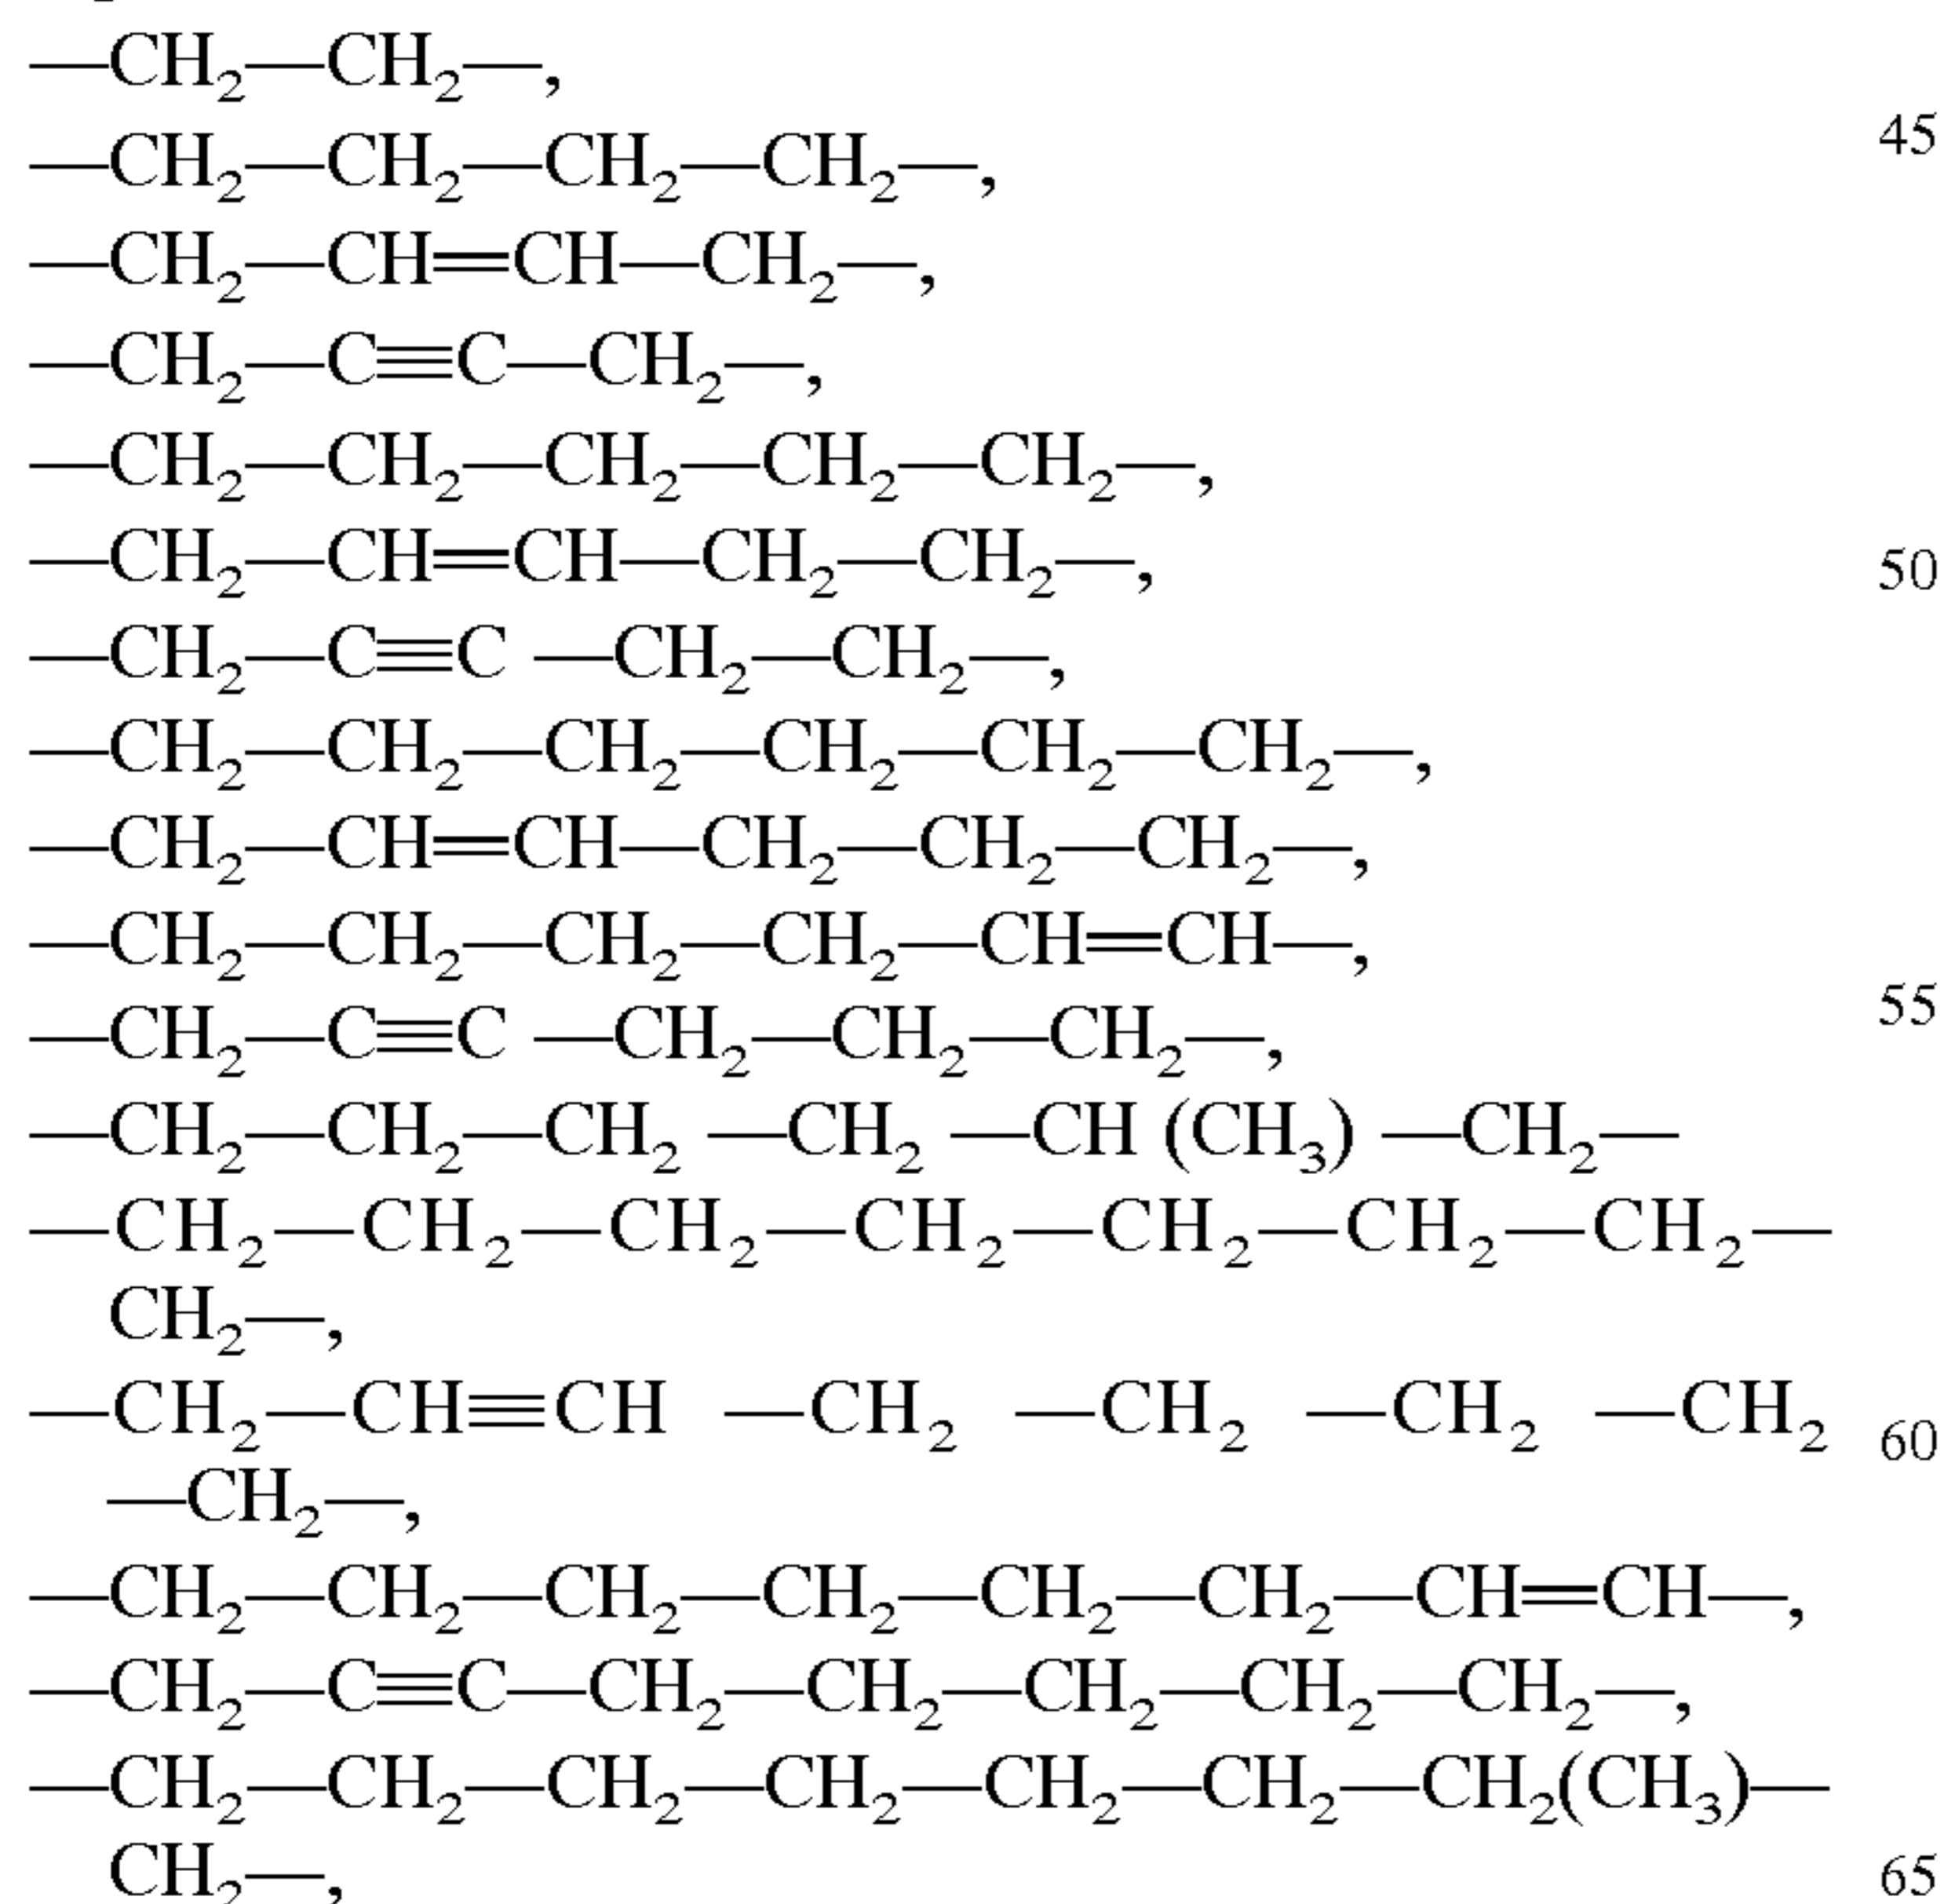 —CH₂—CH₂—,
45
—CH₂—CH₂—CH₂—CH₂—,
—CH₂—CH=CH—CH₂—,
—CH₂—C≡C—CH₂—,
—CH₂—CH₂—CH₂—CH₂—CH₂—,
—CH₂—CH=CH—CH₂—CH₂—, 50
—CH₂—C≡C —CH₂—CH₂—,
—CH₂—CH₂—CH₂—CH₂—CH₂—CH₂—,
—CH₂—CH=CH—CH₂—CH₂—CH₂—,
—CH₂—CH₂—CH₂—CH₂—CH=CH—,
55
—CH₂—C≡C —CH₂—CH₂—CH₂—,
—CH₂—CH₂—CH₂ —CH₂ —CH (CH₃) —CH₂—
—CH₂—CH₂—CH₂—CH₂—CH₂—CH₂—CH₂—
CH₂—,
—CH₂—CH≡CH —CH₂ —CH₂ —CH₂ —CH₂ 60
—CH₂—,
—CH₂—CH₂—CH₂—CH₂—CH₂—CH₂—CH=CH—,
—CH₂—C≡C—CH₂—CH₂—CH₂—CH₂—CH₂—,
—CH₂—CH₂—CH₂—CH₂—CH₂—CH₂—CH₂(CH₃)—
CH₂—, 65